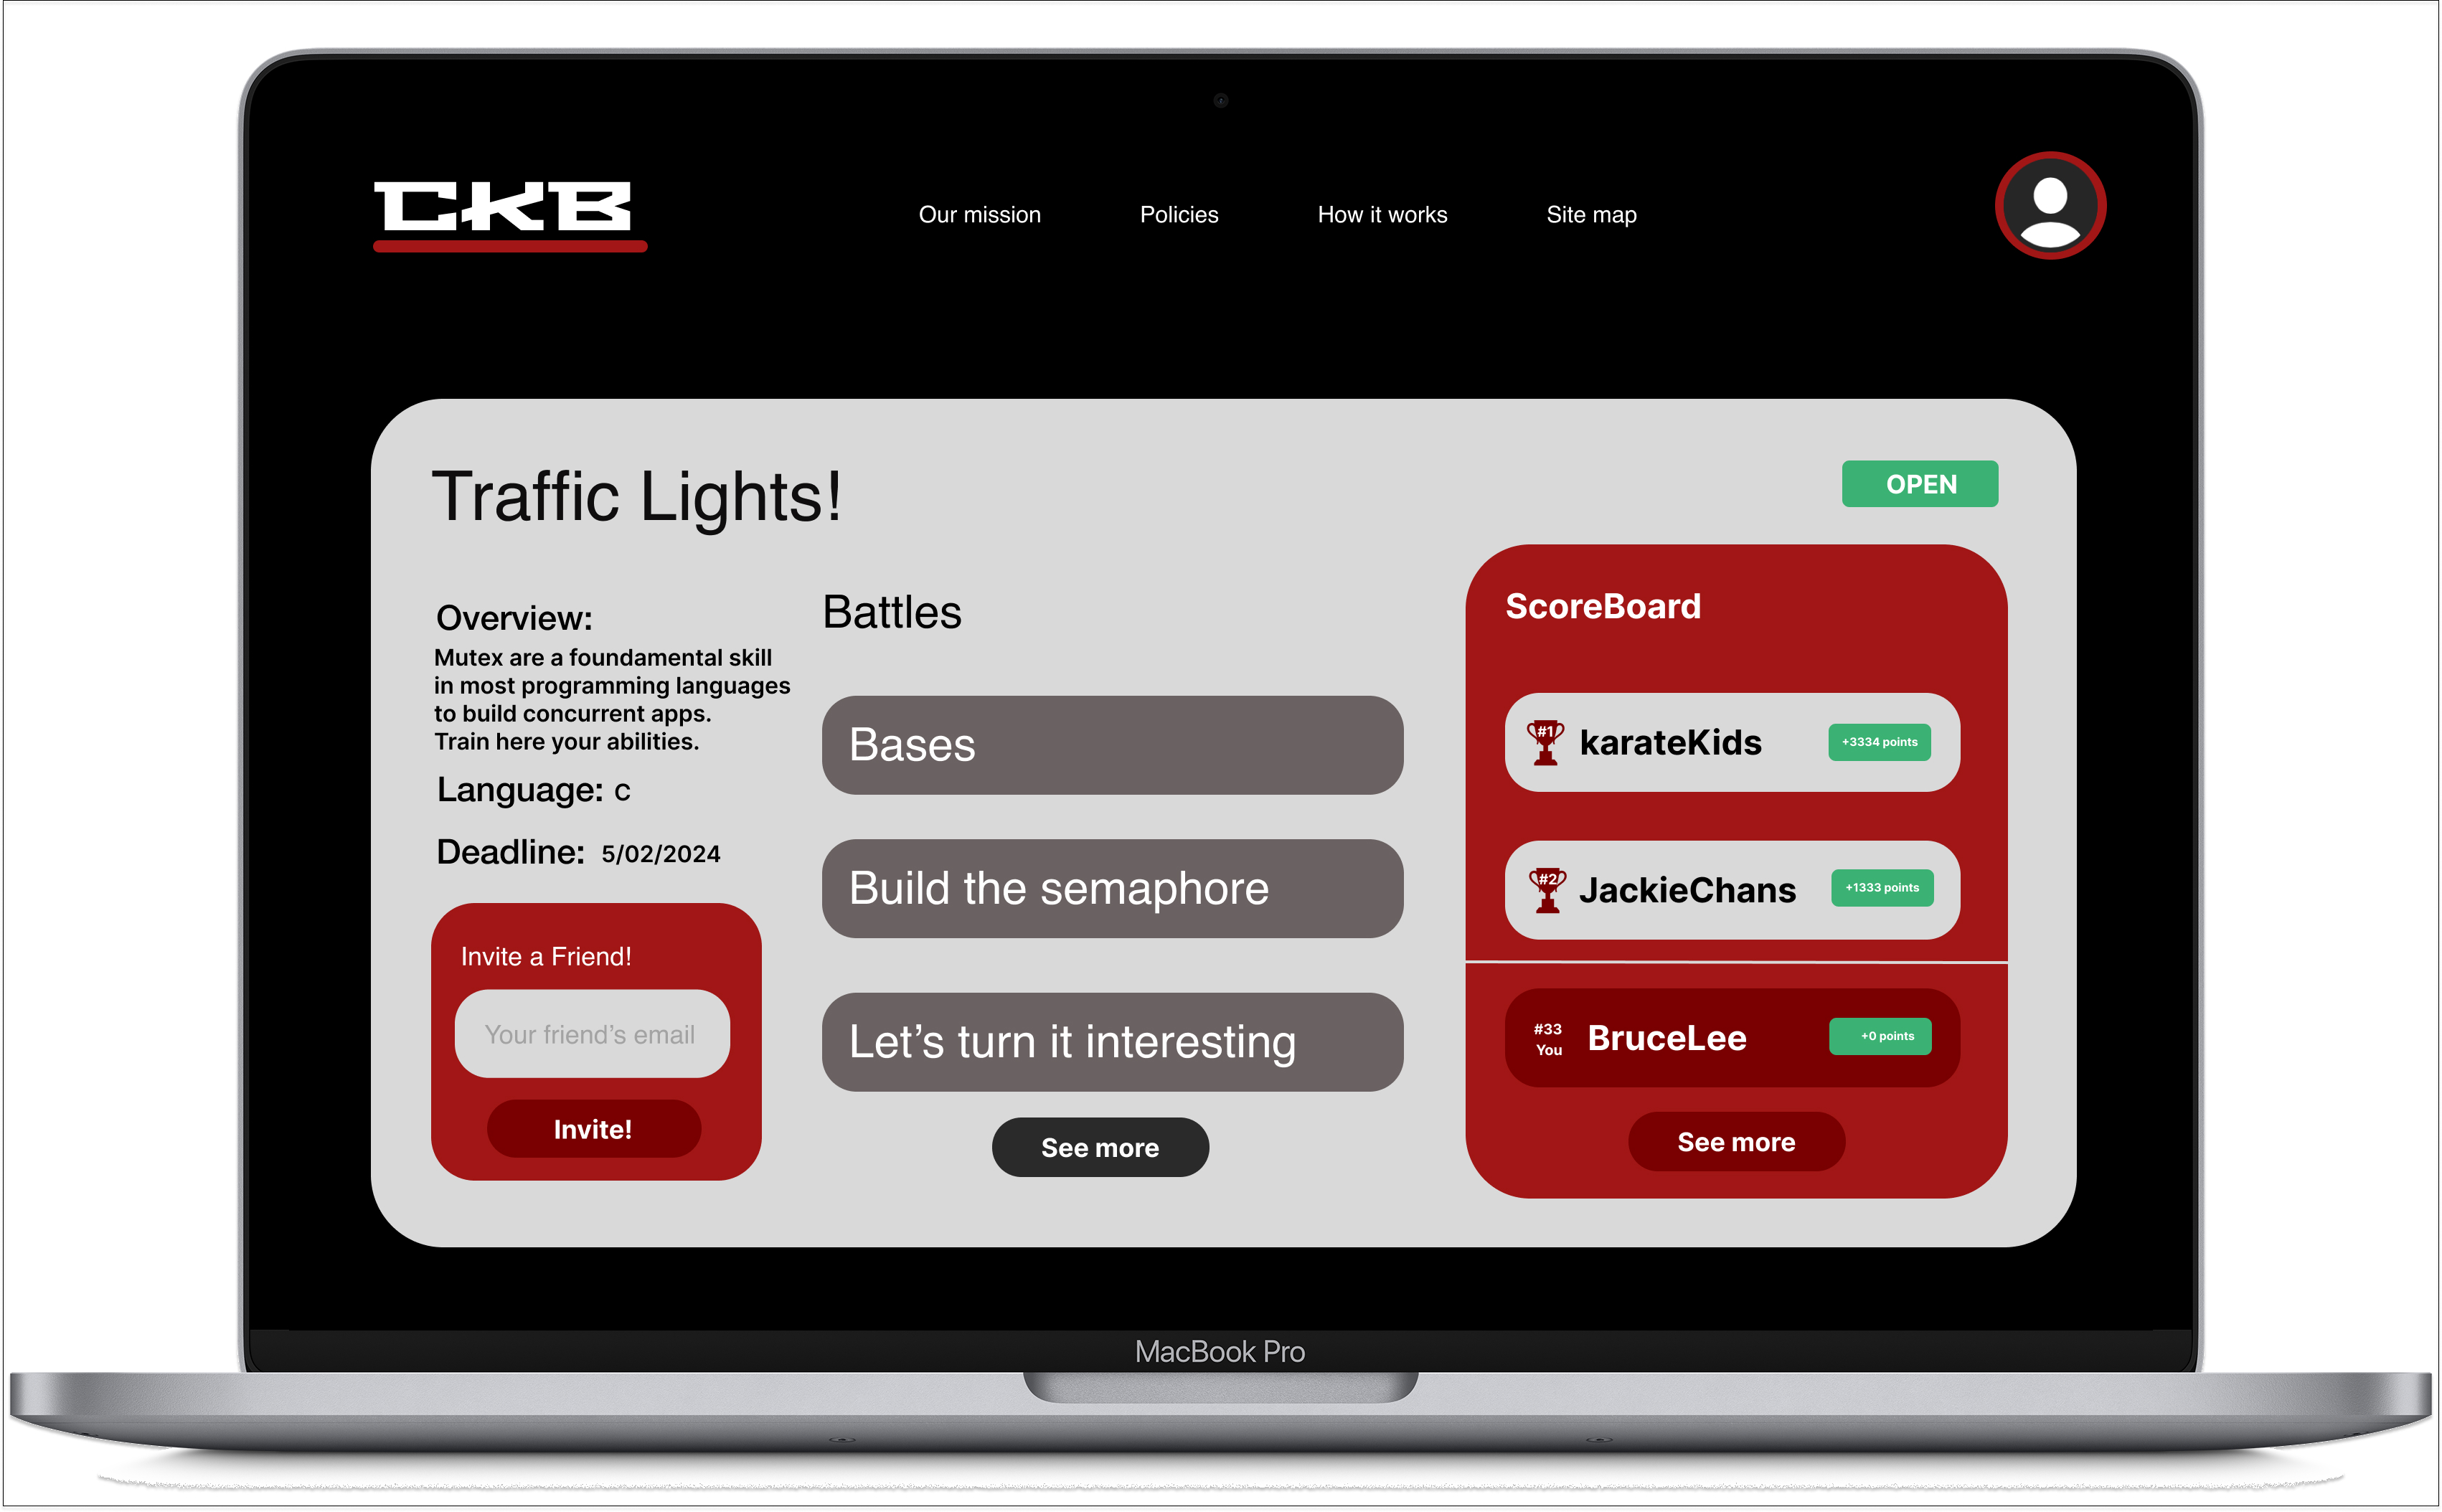 CKB
Our mission
Policies
How it works
Site map
Traffic Lights!
OPEN
Overview:
Mutex are a foundamental skill
in most programming languages
to build concurrent apps.
Train here your abilities.
Language: C
Deadline: 5/02/2024
Invite a Friend!
Your friend’s email
Invite!
Battles
Bases
Build the semaphore
Let’s turn it interesting
See more
ScoreBoard
#1 karateKids +3334 points
#2 JackieChans +1333 points
#33
You
BruceLee +0 points
See more
MacBook Pro